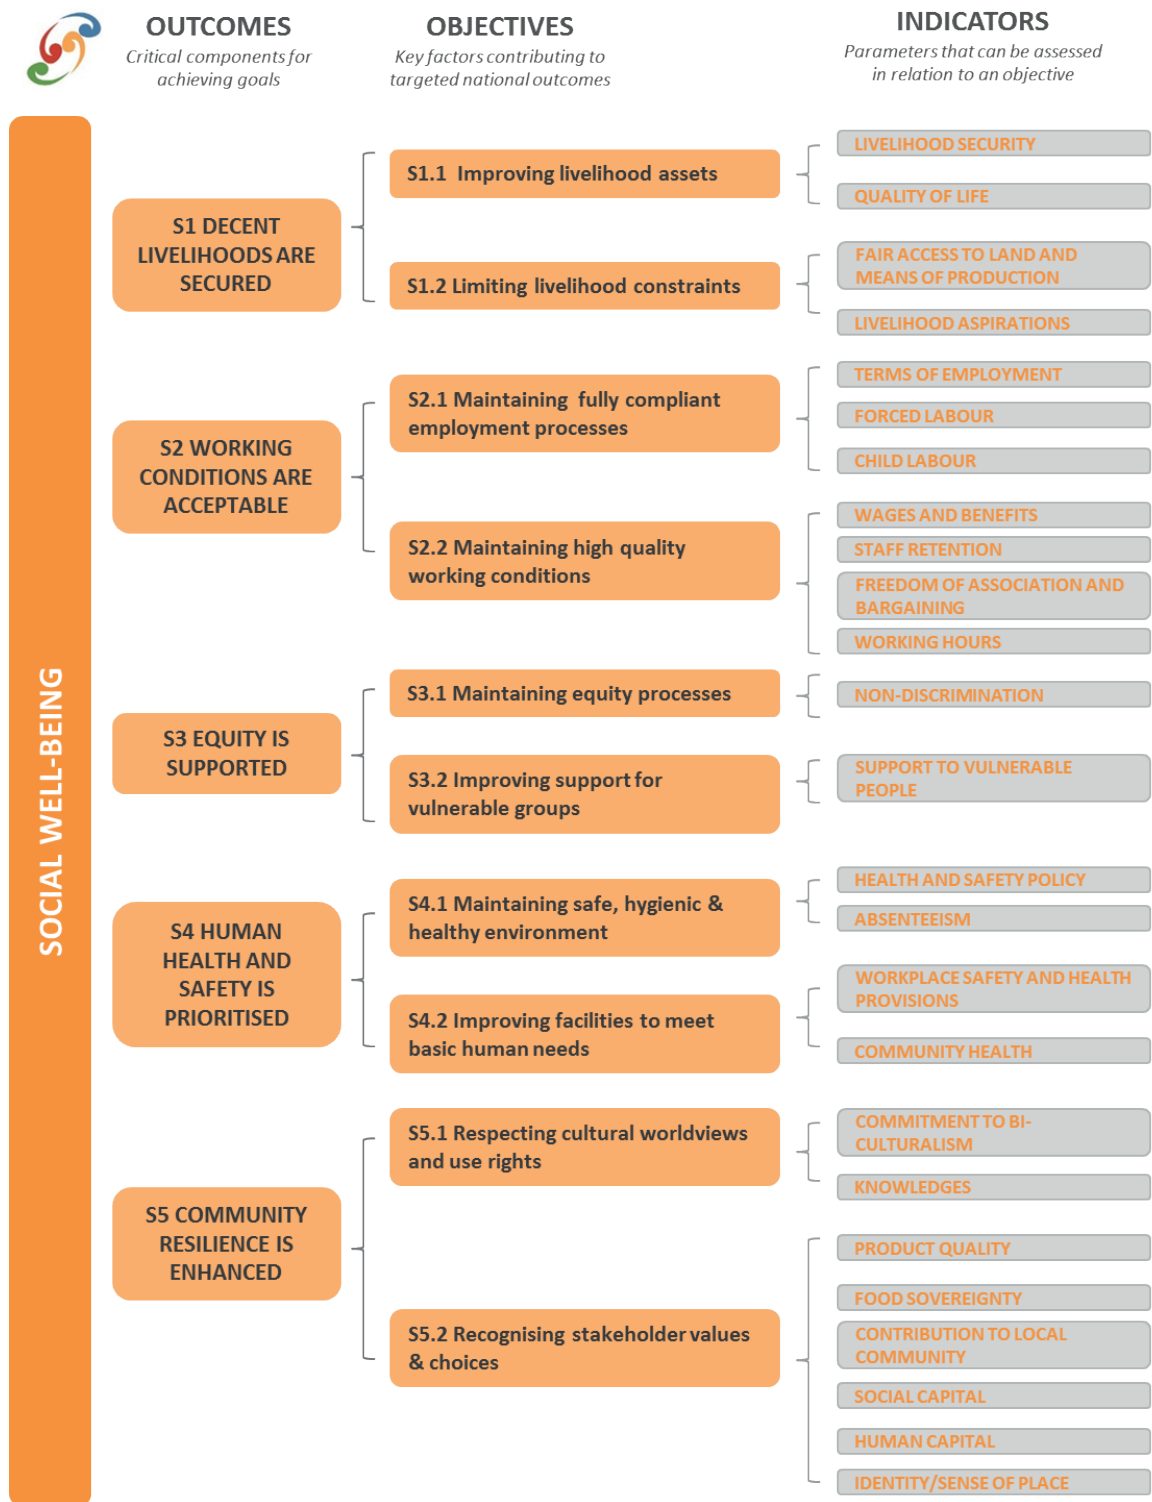 OUTCOMES
Critical components for
achieving goals
OBJECTIVES
Key factors contributing to
targeted national outcomes
INDICATORS
Parameters that can be assessed
in relation to an objective
SOCIAL WELL-BEING
S1 DECENT
LIVELIHOODS ARE
SECURED
S1.1 Improving livelihood assets
LIVELIHOOD SECURITY
QUALITY OF LIFE
S1.2 Limiting livelihood constraints
FAIR ACCESS TO LAND AND
MEANS OF PRODUCTION
LIVELIHOOD ASPIRATIONS
S2 WORKING
CONDITIONS ARE
ACCEPTABLE
S2.1 Maintaining fully compliant
employment processes
TERMS OF EMPLOYMENT
FORCED LABOUR
CHILD LABOUR
S2.2 Maintaining high quality
working conditions
WAGES AND BENEFITS
STAFF RETENTION
FREEDOM OF ASSOCIATION AND
BARGAINING
WORKING HOURS
S3 EQUITY IS
SUPPORTED
S3.1 Maintaining equity processes
NON-DISCRIMINATION
S3.2 Improving support for
vulnerable groups
SUPPORT TO VULNERABLE
PEOPLE
S4 HUMAN
HEALTH AND
SAFETY IS
PRIORITISED
S4.1 Maintaining safe, hygienic &
healthy environment
HEALTH AND SAFETY POLICY
ABSENTEEISM
S4.2 Improving facilities to meet
basic human needs
WORKPLACE SAFETY AND HEALTH
PROVISIONS
COMMUNITY HEALTH
S5 COMMUNITY
RESILIENCE IS
ENHANCED
S5.1 Respecting cultural worldviews
and use rights
COMMITMENT TO BI-
CULTURALISM
KNOWLEDGES
S5.2 Recognising stakeholder values
& choices
PRODUCT QUALITY
FOOD SOVEREIGNTY
CONTRIBUTION TO LOCAL
COMMUNITY
SOCIAL CAPITAL
HUMAN CAPITAL
IDENTITY/SENSE OF PLACE